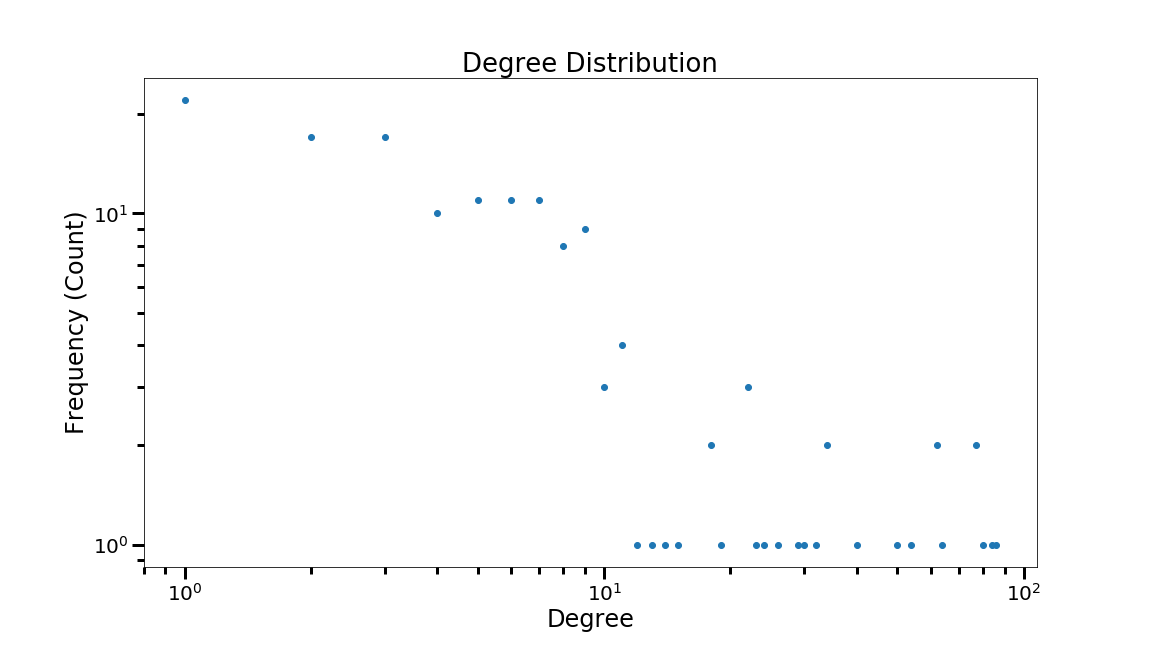 Degree Distribution
Frequency (Count)
10¹
10⁰
10⁰ 10¹ 10²
Degree